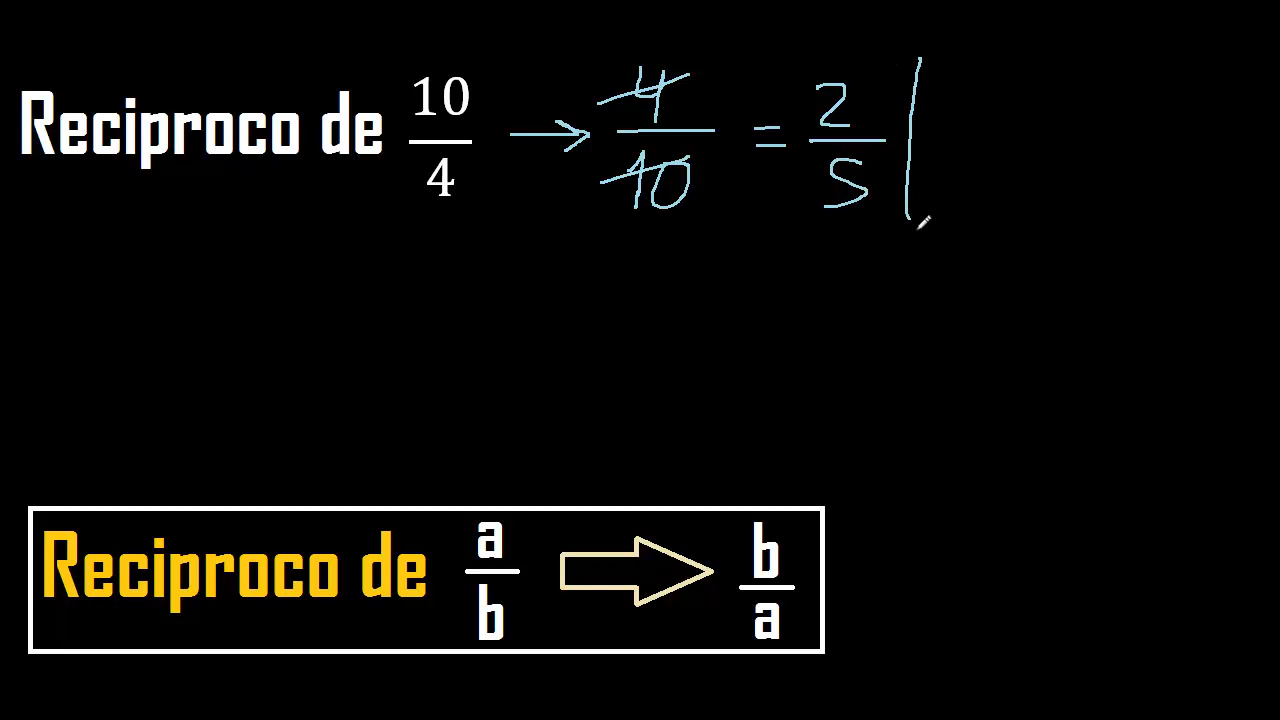 Reciproco de 10/4 → 4/10 = 2/5 |
Reciproco de a/b ⇨ b/a